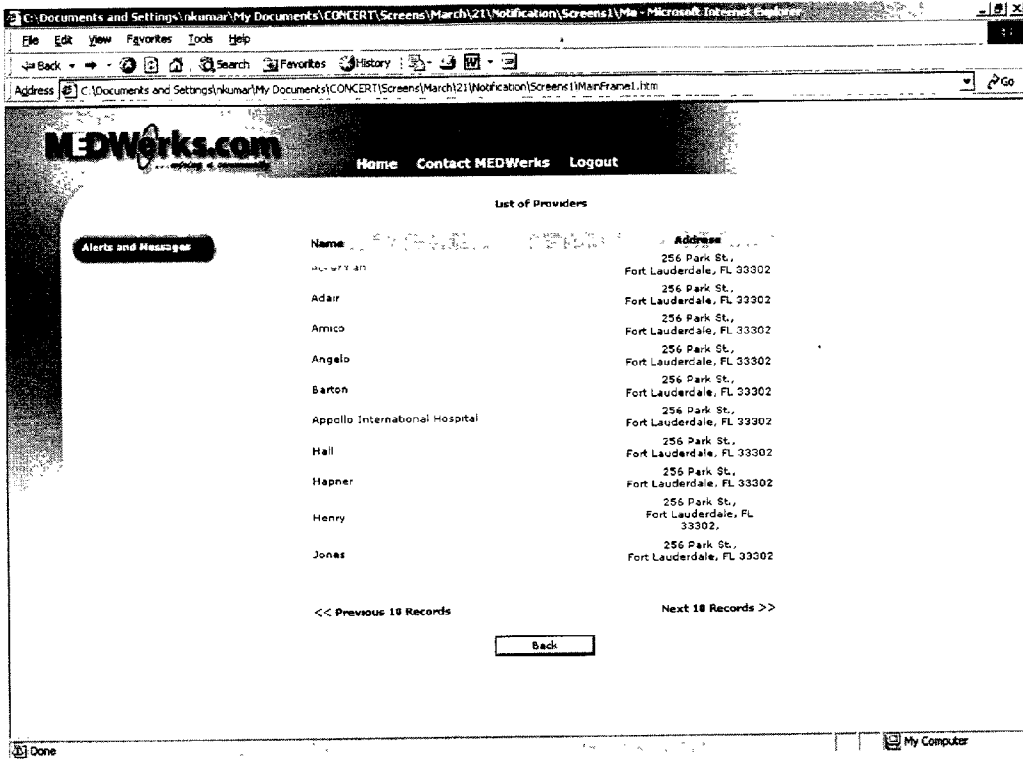 C:\Documents and Settings\nkumar\My Documents\CONCERT\Screens\March\21\Notification\Screens1\Ma - Microsoft Internet Explorer
File Edit View Favorites Tools Help
Back Search Favorites History
Address C:\Documents and Settings\nkumar\My Documents\CONCERT\Screens\March\21\Notification\Screens1\MainFrame1.htm Go
MEDWerks.com
Home Contact MEDWerks Logout
List of Providers
Alerts and Messages
Name Address
256 Park St.,
Fort Lauderdale, FL 33302
Adair 256 Park St.,
Fort Lauderdale, FL 33302
Amico 256 Park St.,
Fort Lauderdale, FL 33302
Angelo 256 Park St.,
Fort Lauderdale, FL 33302
Barton 256 Park St.,
Fort Lauderdale, FL 33302
Appollo International Hospital 256 Park St.,
Fort Lauderdale, FL 33302
Hall 256 Park St.,
Fort Lauderdale, FL 33302
Hapner 256 Park St.,
Fort Lauderdale, FL 33302
Henry 256 Park St.,
Fort Lauderdale, FL
33302,
Jones 256 Park St.,
Fort Lauderdale, FL 33302
<< Previous 10 Records Next 10 Records >>
Back
Done My Computer